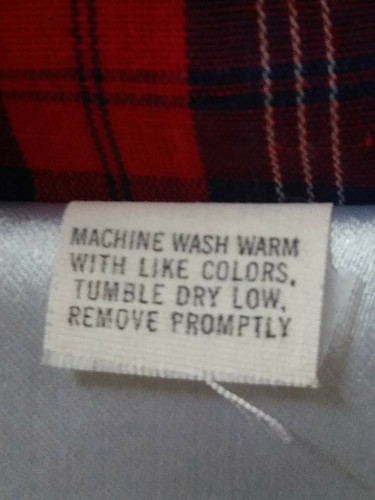 MACHINE WASH WARM
WITH LIKE COLORS,
TUMBLE DRY LOW,
REMOVE PROMPTLY